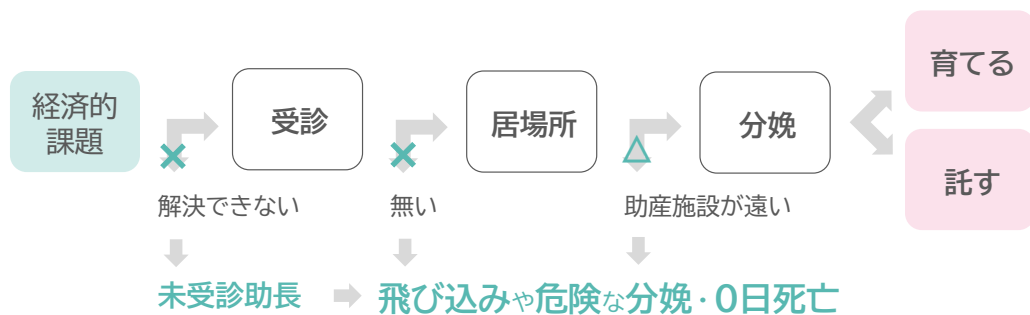 経済的
課題
受診
居場所
分娩
育てる
託す
×
×
△
解決できない
無い
助産施設が遠い
未受診助長
飛び込みや危険な分娩・0日死亡